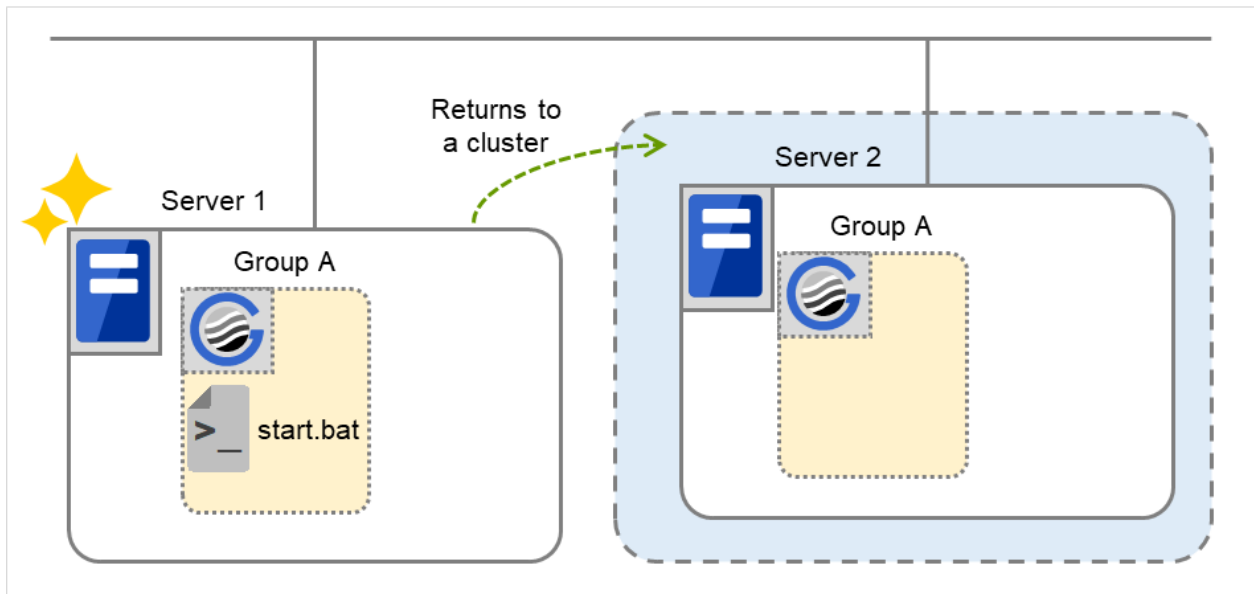 Returns to
a cluster
Server 2
Server 1
Group A
Group A
>_ start.bat